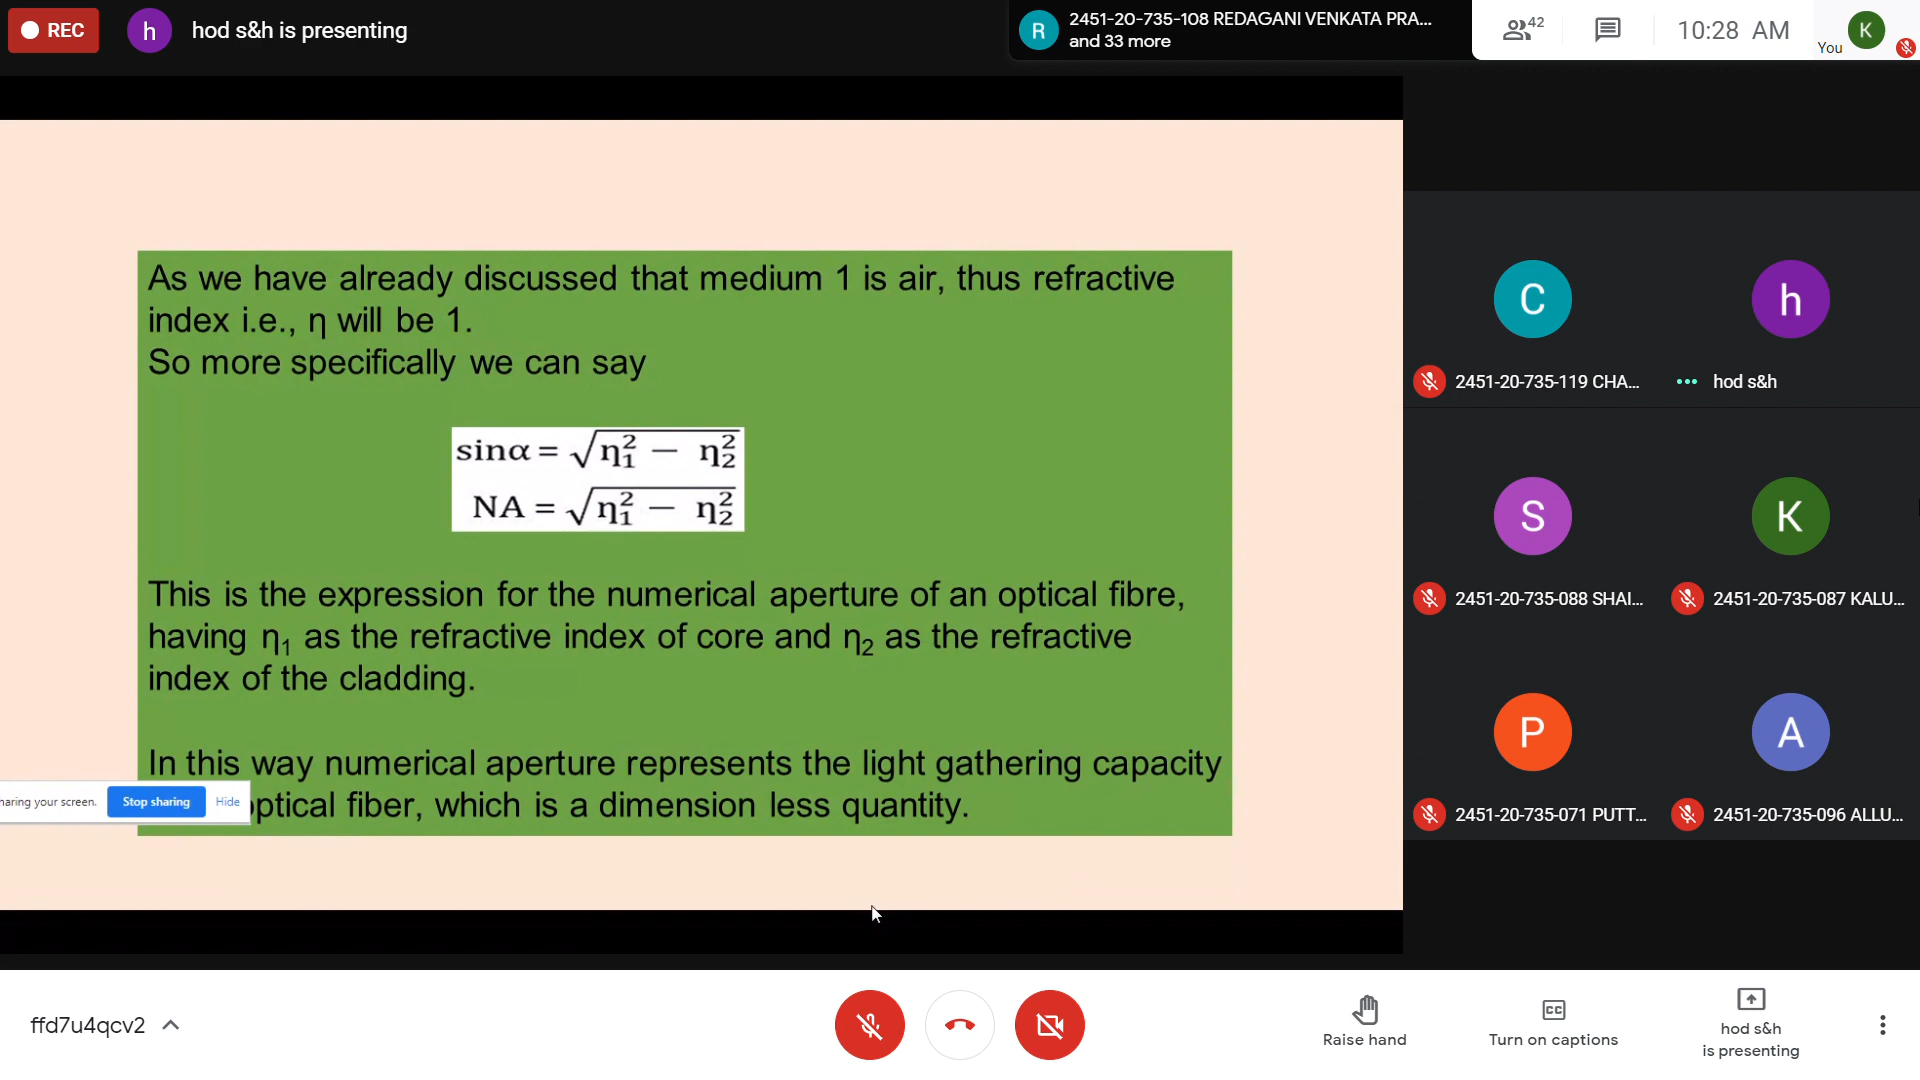 REC
h
hod s&h is presenting
R
2451-20-735-108 REDAGANI VENKATA PRA...
and 33 more
42
10:28 AM
You
K
As we have already discussed that medium 1 is air, thus refractive
index i.e., η will be 1.
So more specifically we can say
sinα = √(η₁² − η₂²)
NA = √(η₁² − η₂²)
This is the expression for the numerical aperture of an optical fibre,
having η₁ as the refractive index of core and η₂ as the refractive
index of the cladding.
In this way numerical aperture represents the light gathering capacity
optical fiber, which is a dimension less quantity.
haring your screen.
Stop sharing
Hide
C
2451-20-735-119 CHA...
h
hod s&h
S
2451-20-735-088 SHAI...
K
2451-20-735-087 KALU...
P
2451-20-735-071 PUTT...
A
2451-20-735-096 ALLU...
ffd7u4qcv2
Raise hand
CC
Turn on captions
hod s&h
is presenting